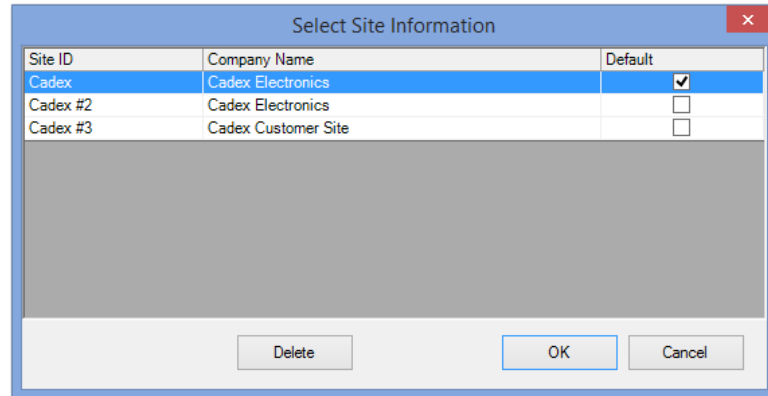 Select Site Information
Site ID Company Name Default
Cadex Cadex Electronics
Cadex #2 Cadex Electronics
Cadex #3 Cadex Customer Site
Delete OK Cancel